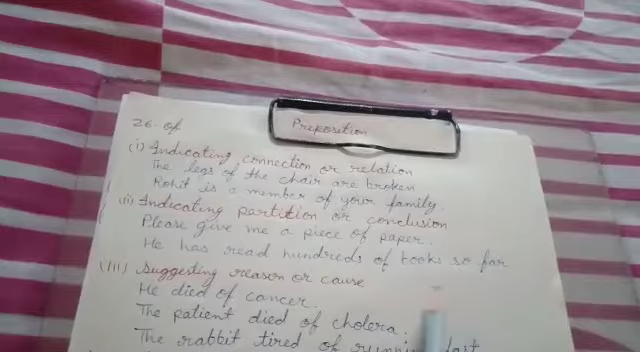 Preposition
26. of
(i) Indicating connection or relation
The legs of the chair are broken
Rohit is a member of your family.
(ii) Indicating partition or conclusion
Please give me a piece of paper.
He has read hundreds of books so far
(III) Suggesting reason or cause
He died of cancer.
The patient died of cholera.
The rabbit tired of fast